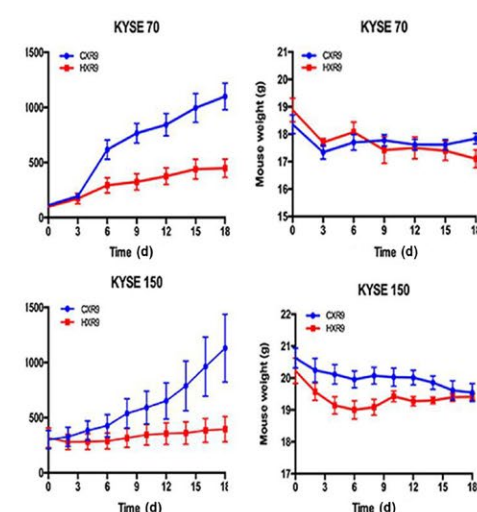 KYSE 70
1500
1000
500
0
0 3 6 9 12 15 18
Time (d)
CXR9
HXR9
KYSE 70
Mouse weight (g)
21
20
19
18
17
16
15
0 3 6 9 12 15 18
Time (d)
CXR9
HXR9
KYSE 150
1500
1000
500
0
0 3 6 9 12 15 18
Time (d)
CXR9
HXR9
KYSE 150
Mouse weight (g)
22
21
20
19
18
17
0 3 6 9 12 15 18
Time (d)
CXR9
HXR9